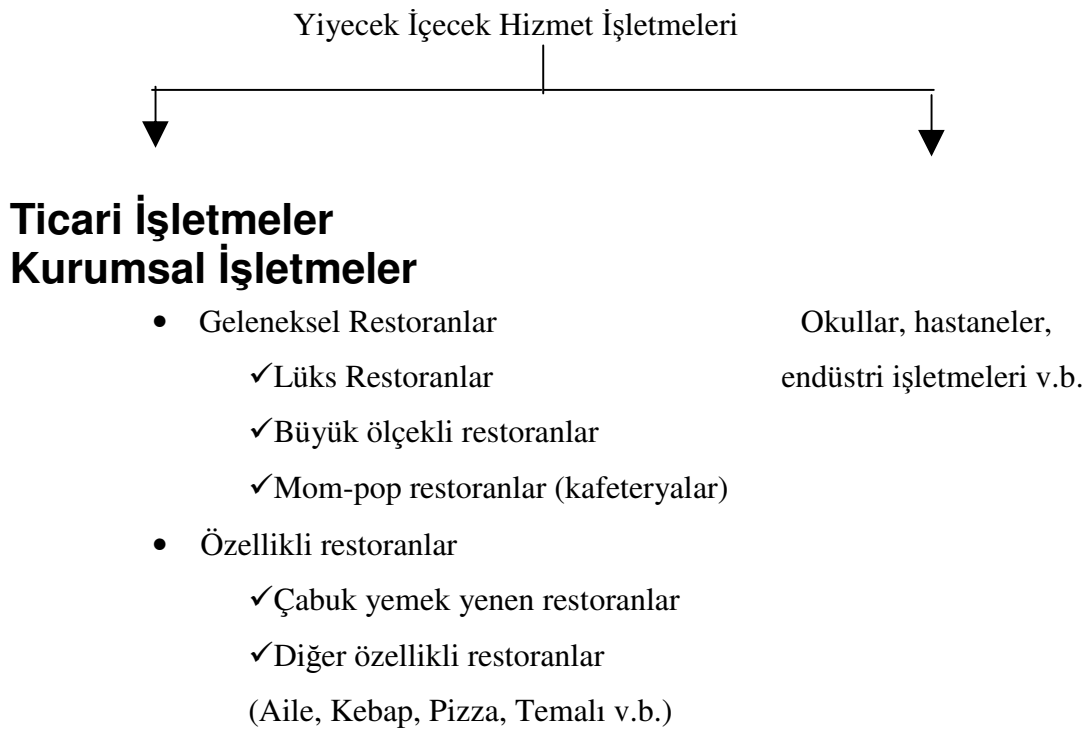 Yiyecek İçecek Hizmet İşletmeleri
Ticari İşletmeler
Kurumsal İşletmeler
• Geleneksel Restoranlar Okullar, hastaneler,
✓Lüks Restoranlar endüstri işletmeleri v.b.
✓Büyük ölçekli restoranlar
✓Mom-pop restoranlar (kafeteryalar)
• Özellikli restoranlar
✓Çabuk yemek yenen restoranlar
✓Diğer özellikli restoranlar
(Aile, Kebap, Pizza, Temalı v.b.)